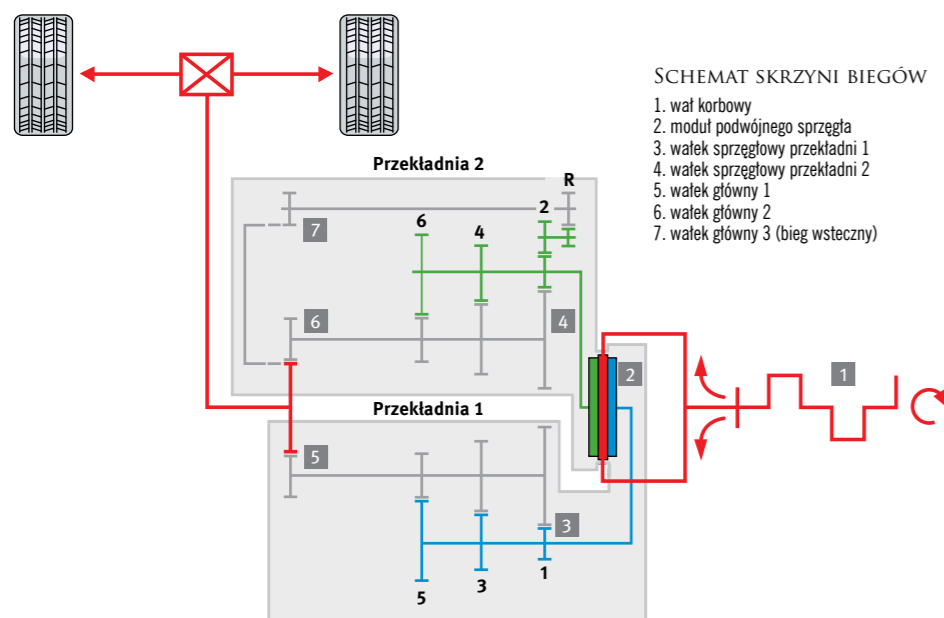 SCHEMAT SKRZYNI BIEGÓW
1. wał korbowy
2. moduł podwójnego sprzęgła
3. wałek sprzęgłowy przekładni 1
4. wałek sprzęgłowy przekładni 2
5. wałek główny 1
6. wałek główny 2
7. wałek główny 3 (bieg wsteczny)
Przekładnia 2
R
7
6
4
2
6
4
2
1
Przekładnia 1
5
3
5
3
1